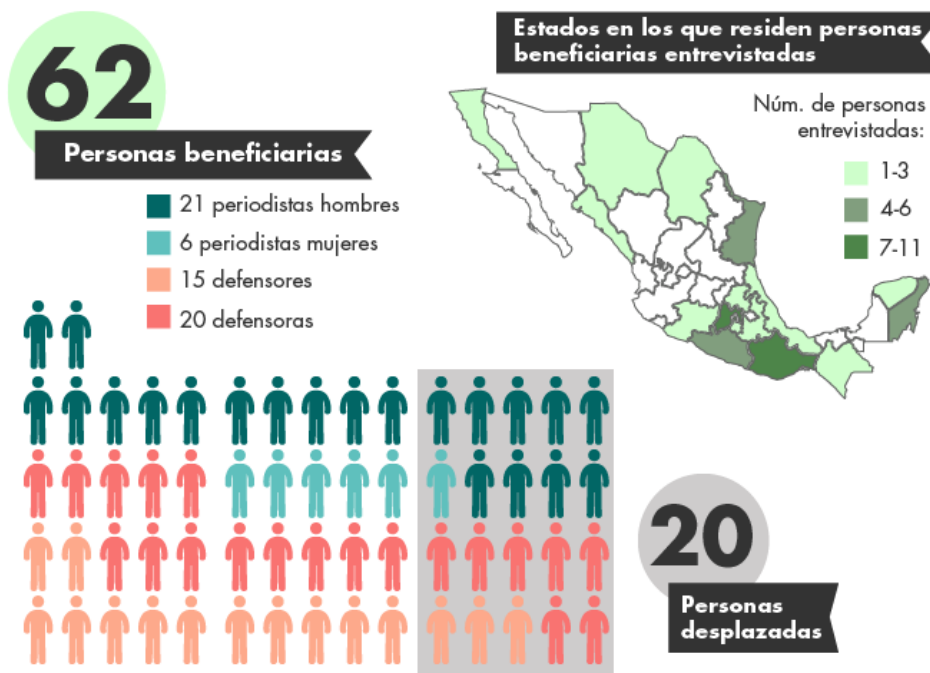 62
Personas beneficiarias
21 periodistas hombres
6 periodistas mujeres
15 defensores
20 defensoras
Estados en los que residen personas
beneficiarias entrevistadas
Núm. de personas
entrevistadas:
1-3
4-6
7-11
20
Personas
desplazadas